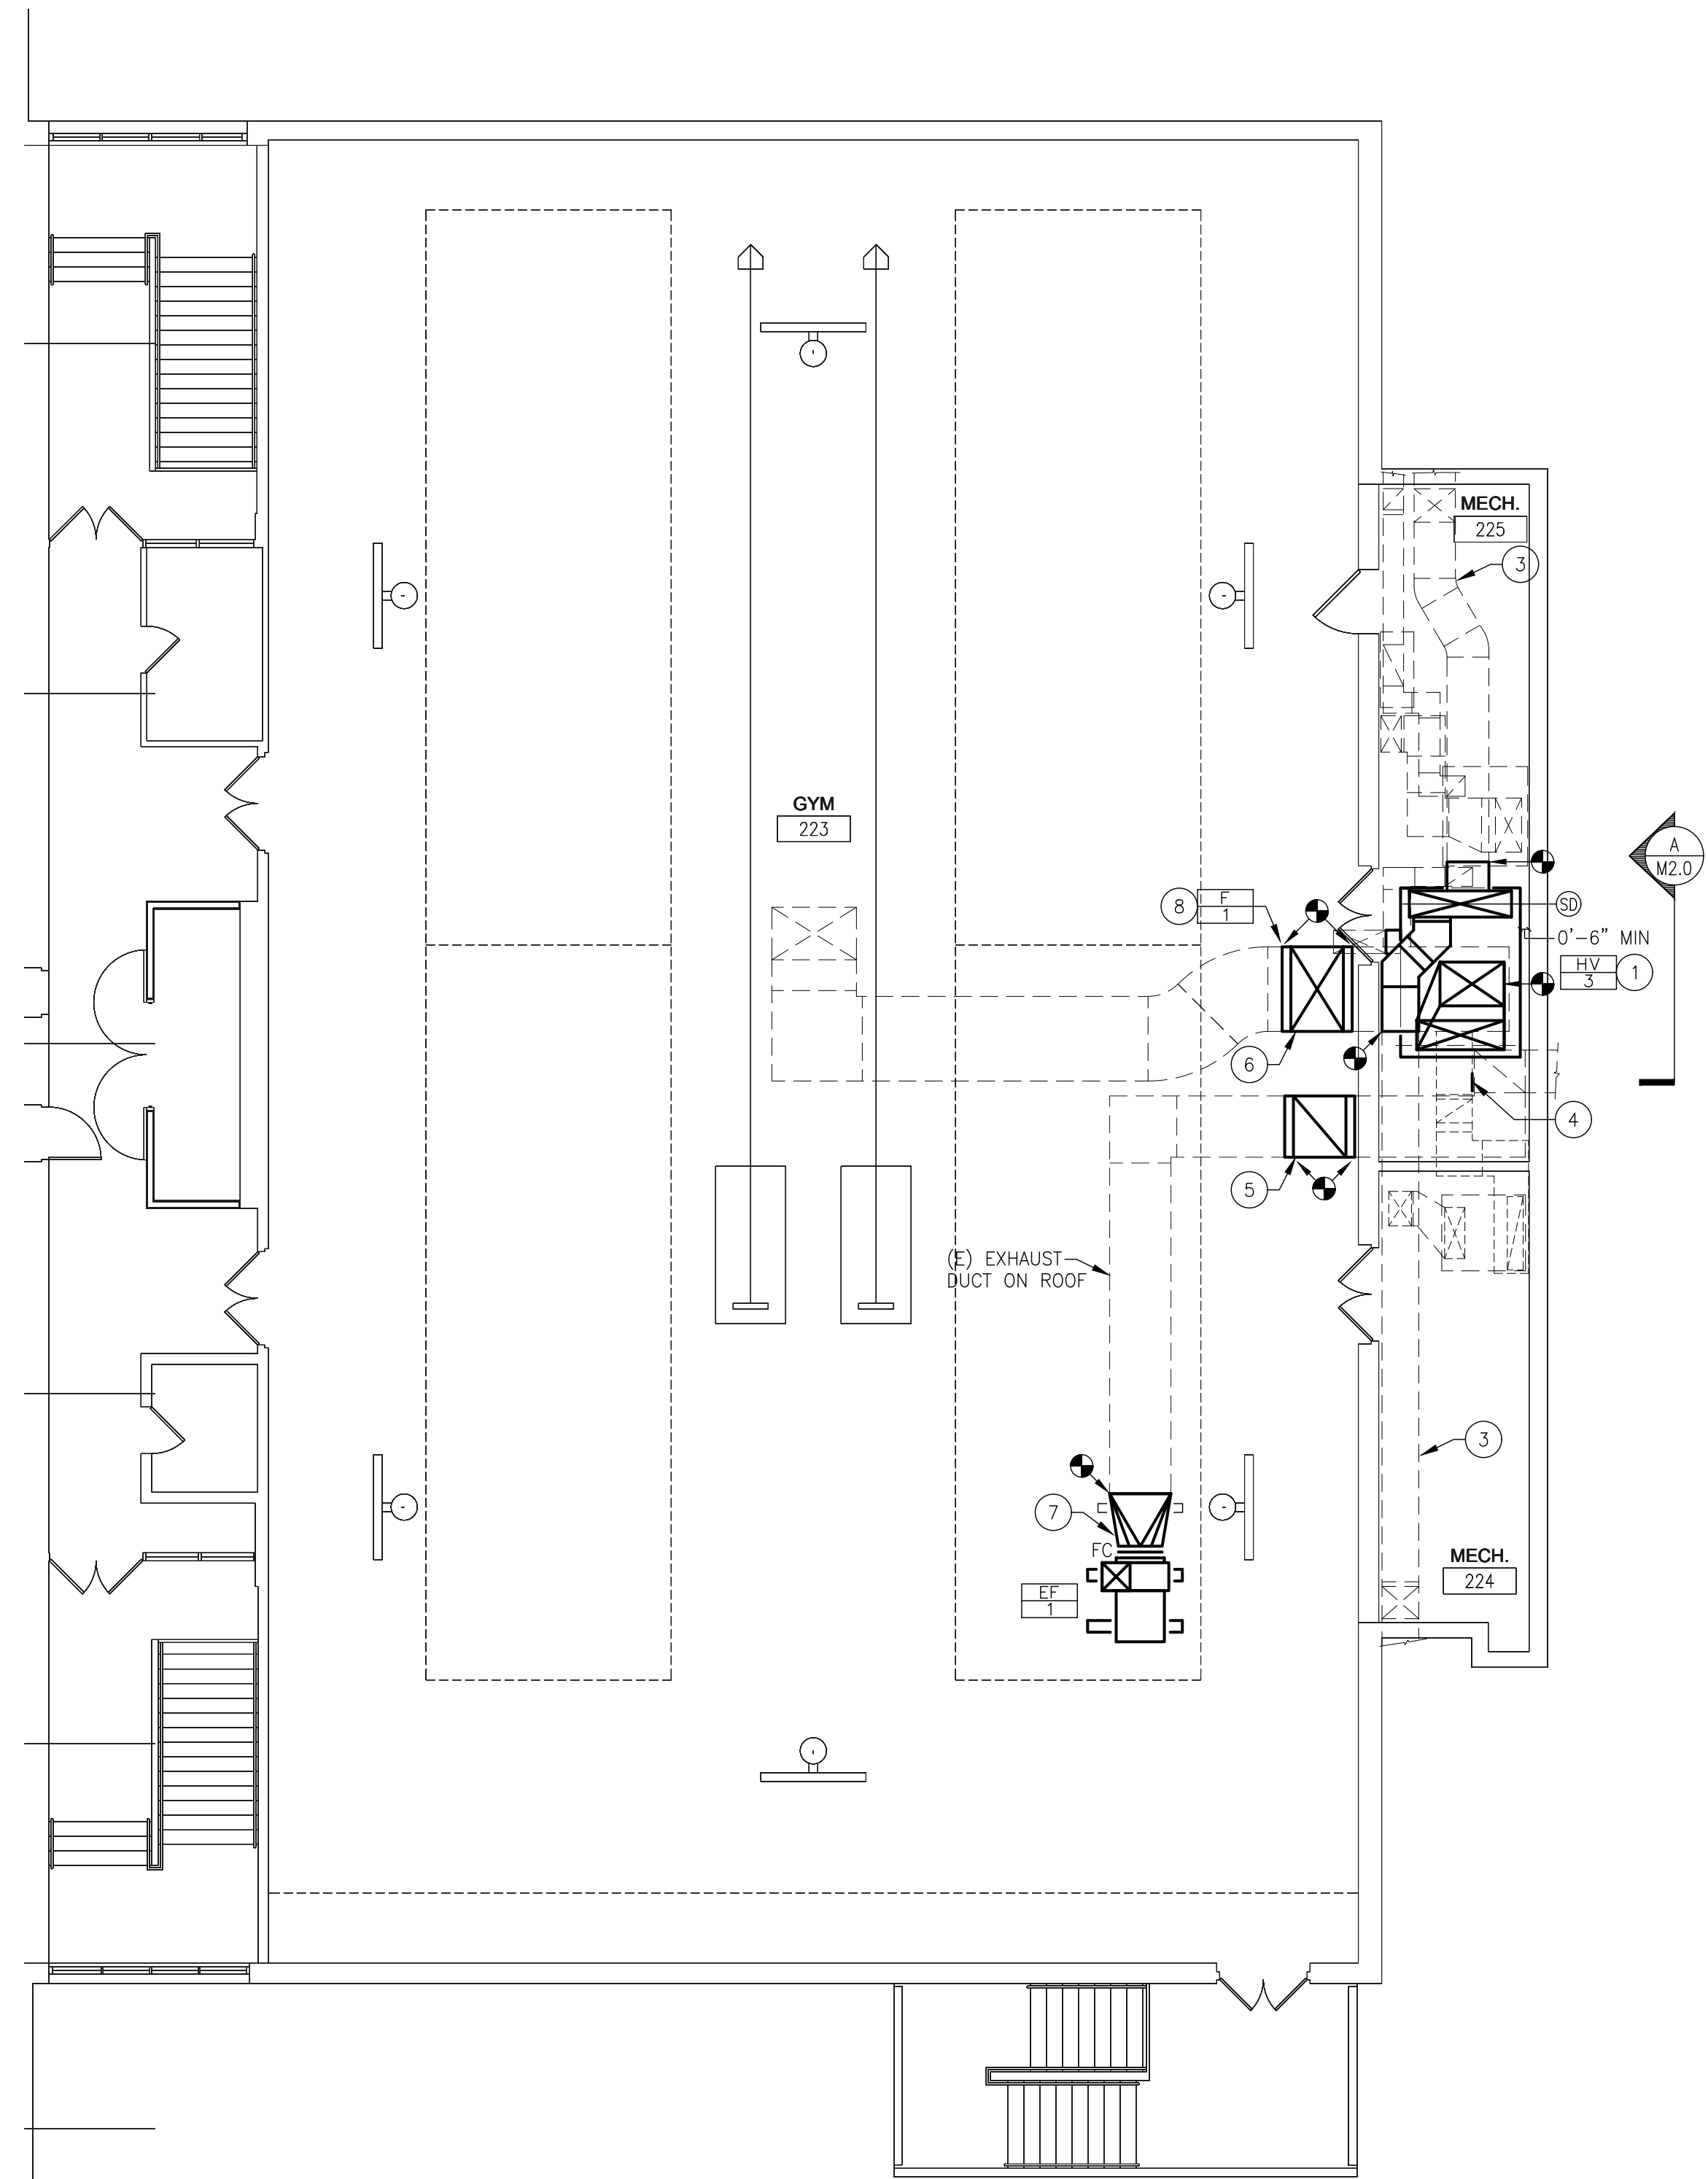 MECH.
225
3
GYM
223
A
M2.0
8
F
1
SD
0'-6" MIN
HV
3
1
6
4
5
(E) EXHAUST
DUCT ON ROOF
3
7
FC
EF
1
MECH.
224